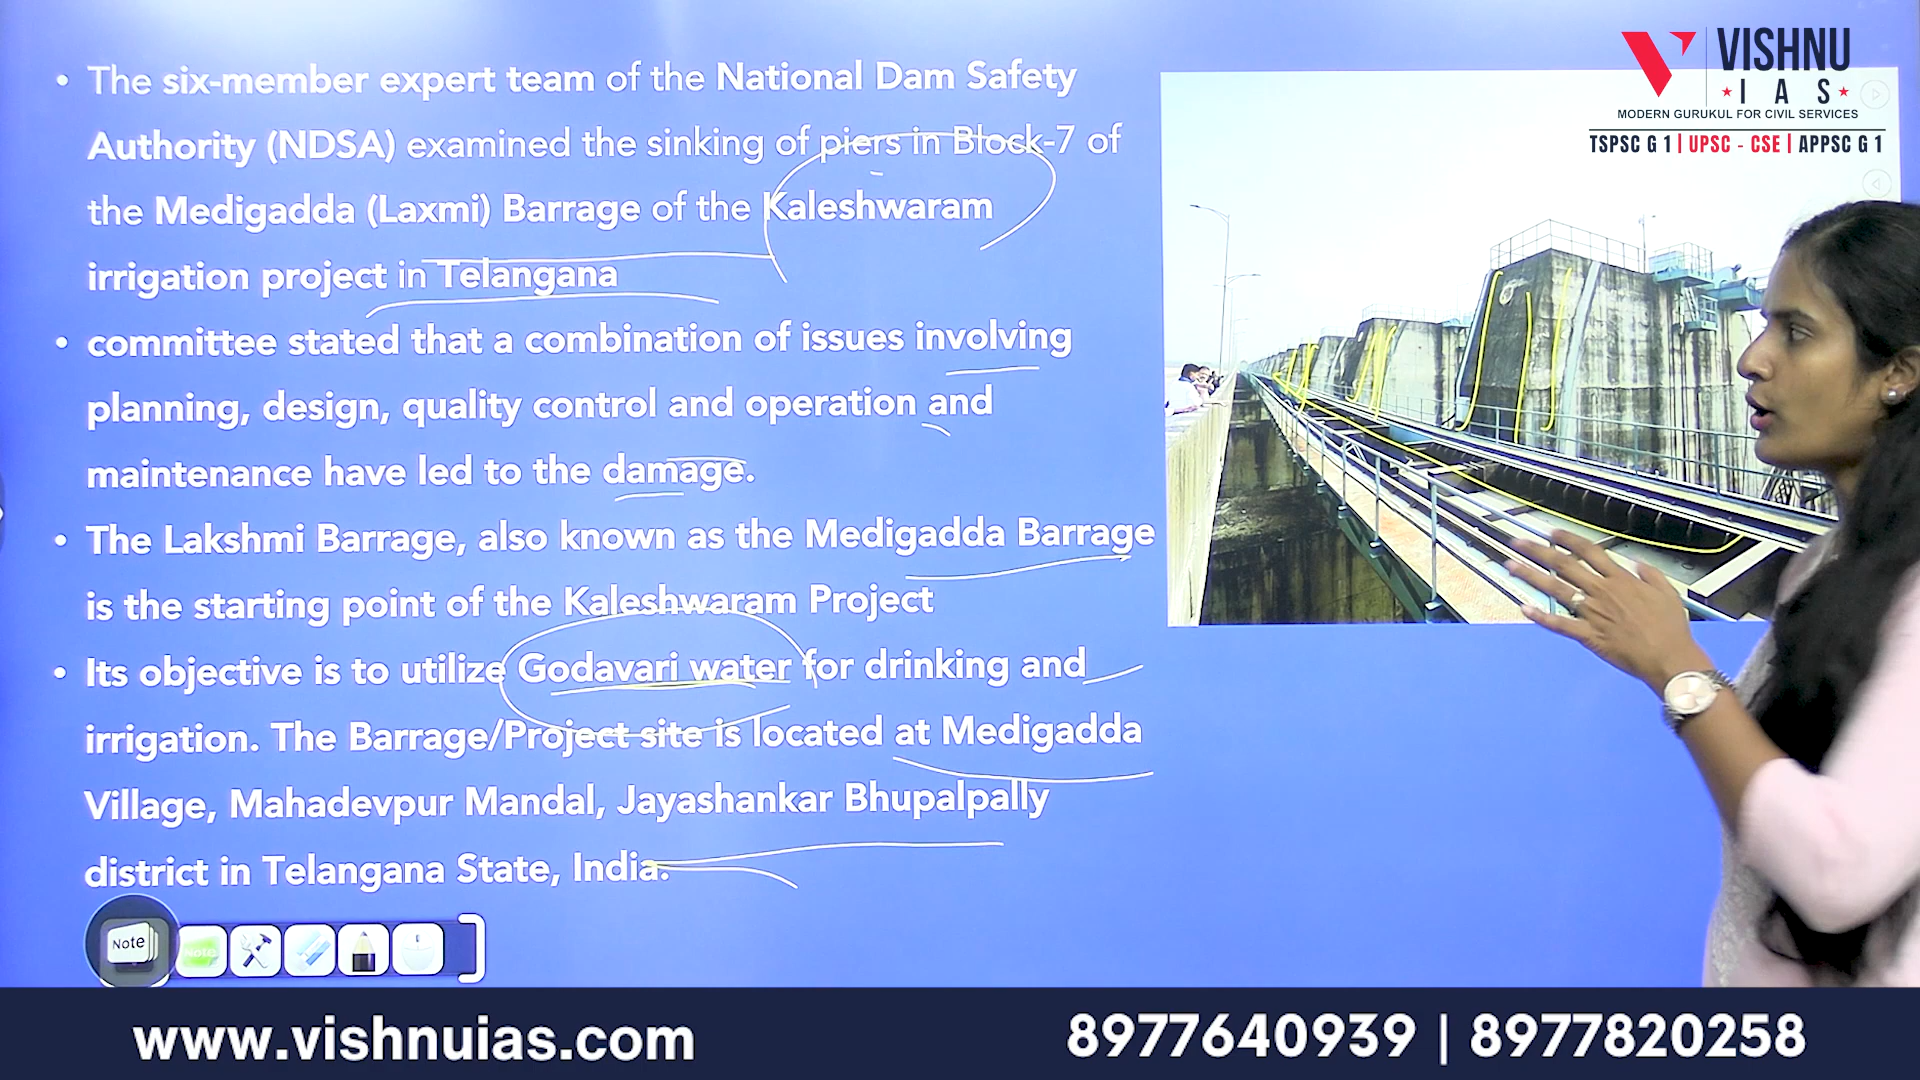 • The six-member expert team of the National Dam Safety
Authority (NDSA) examined the sinking of piers in Block-7 of
the Medigadda (Laxmi) Barrage of the Kaleshwaram
irrigation project in Telangana
• committee stated that a combination of issues involving
planning, design, quality control and operation and
maintenance have led to the damage.
• The Lakshmi Barrage, also known as the Medigadda Barrage
is the starting point of the Kaleshwaram Project
• Its objective is to utilize Godavari water for drinking and
irrigation. The Barrage/Project site is located at Medigadda
Village, Mahadevpur Mandal, Jayashankar Bhupalpally
district in Telangana State, India.
VISHNU
IAS
MODERN GURUKUL FOR CIVIL SERVICES
TSPSC G 1 | UPSC - CSE | APPSC G 1
Note
Note
www.vishnuias.com
8977640939 | 8977820258